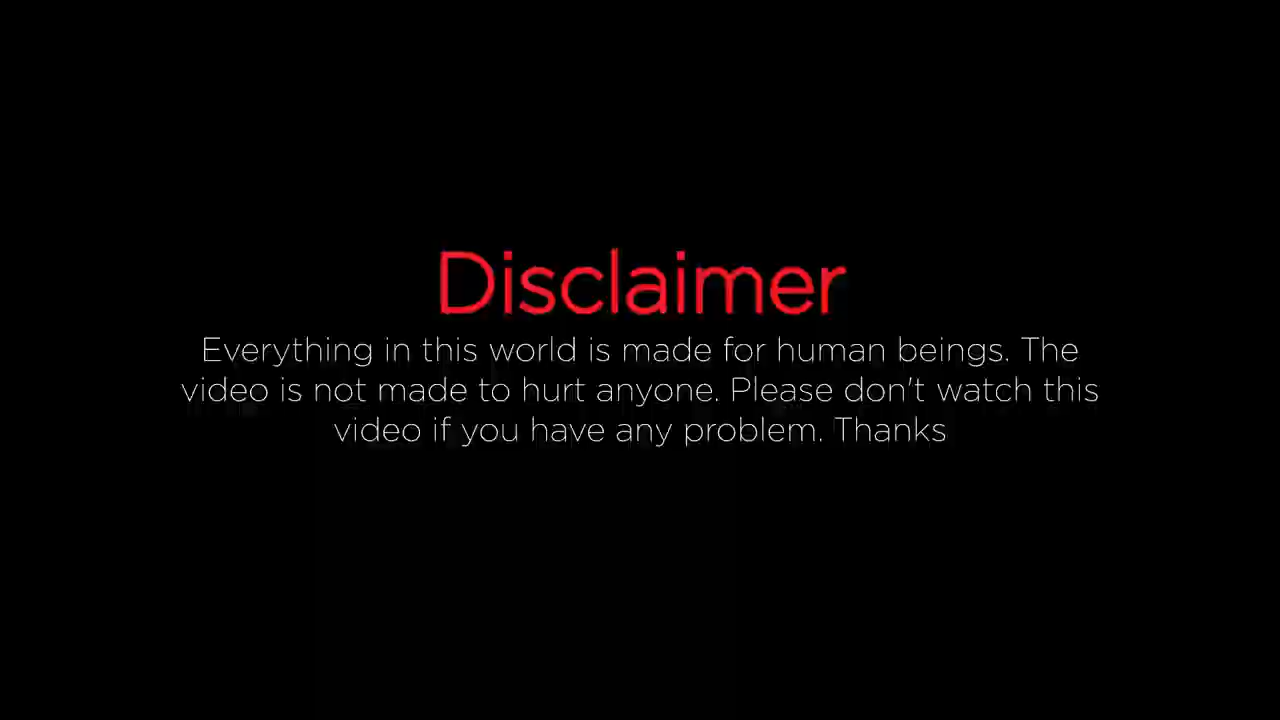 Disclaimer
Everything in this world is made for human beings. The
video is not made to hurt anyone. Please don't watch this
video if you have any problem. Thanks